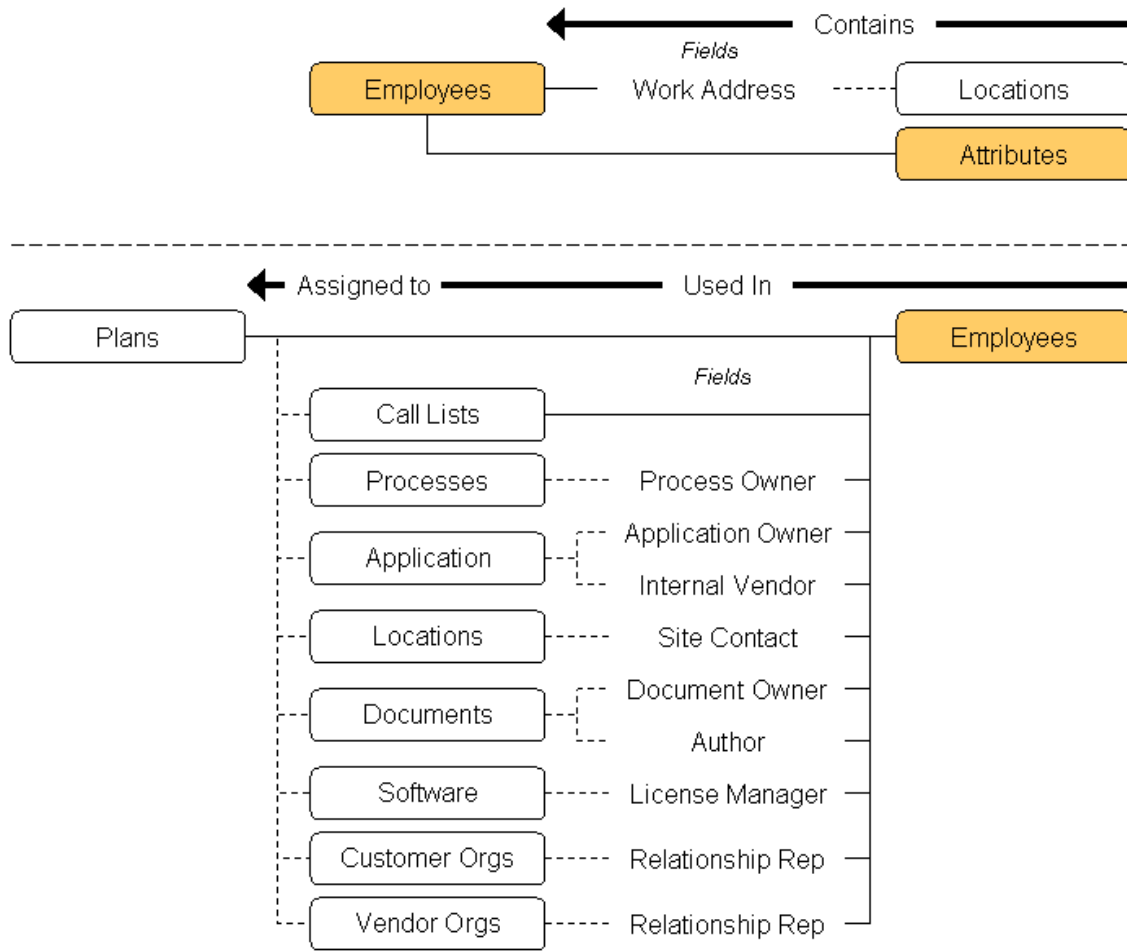 Contains
Fields
Employees Work Address Locations
Attributes
Assigned to Used In
Plans Employees
Fields
Call Lists
Processes Process Owner
Application Owner
Application
Internal Vendor
Locations Site Contact
Document Owner
Documents
Author
Software License Manager
Customer Orgs Relationship Rep
Vendor Orgs Relationship Rep